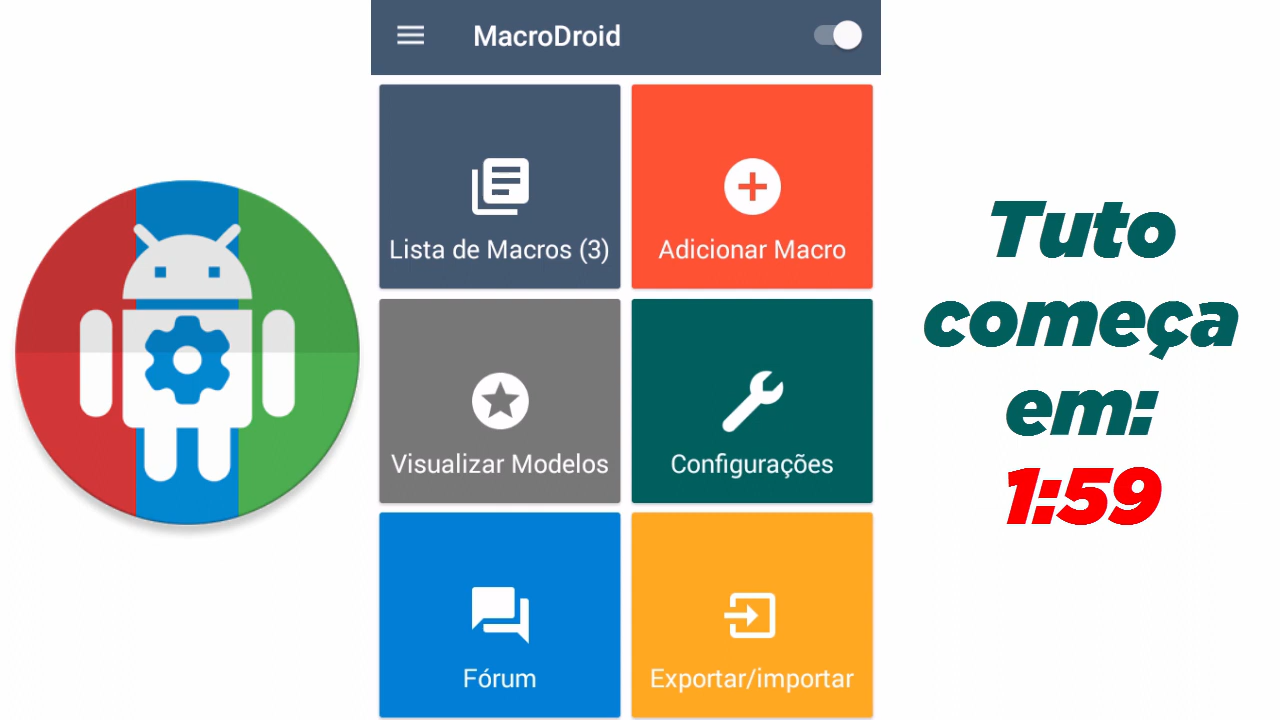 MacroDroid
Lista de Macros (3)
Adicionar Macro
Visualizar Modelos
Configurações
Fórum
Exportar/importar
Tuto
começa
em:
1:59